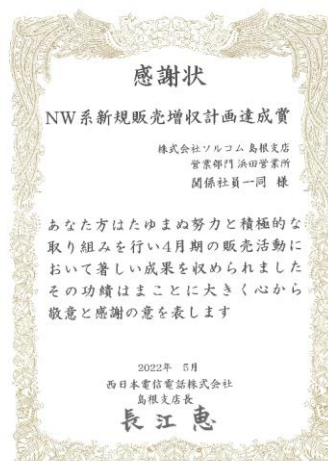 感謝状
NW系新規販売増収計画達成賞
株式会社ソルコム 島根支店
営業部門 浜田営業所
関係社員一同 様
あなた方はたゆまぬ努力と積極的な
取り組みを行い4月期の販売活動に
おいて著しい成果を収められました
その功績はまことに大きく心から
敬意と感謝の意を表します
2022年 5月
西日本電信電話株式会社
島根支店長
長江 恵